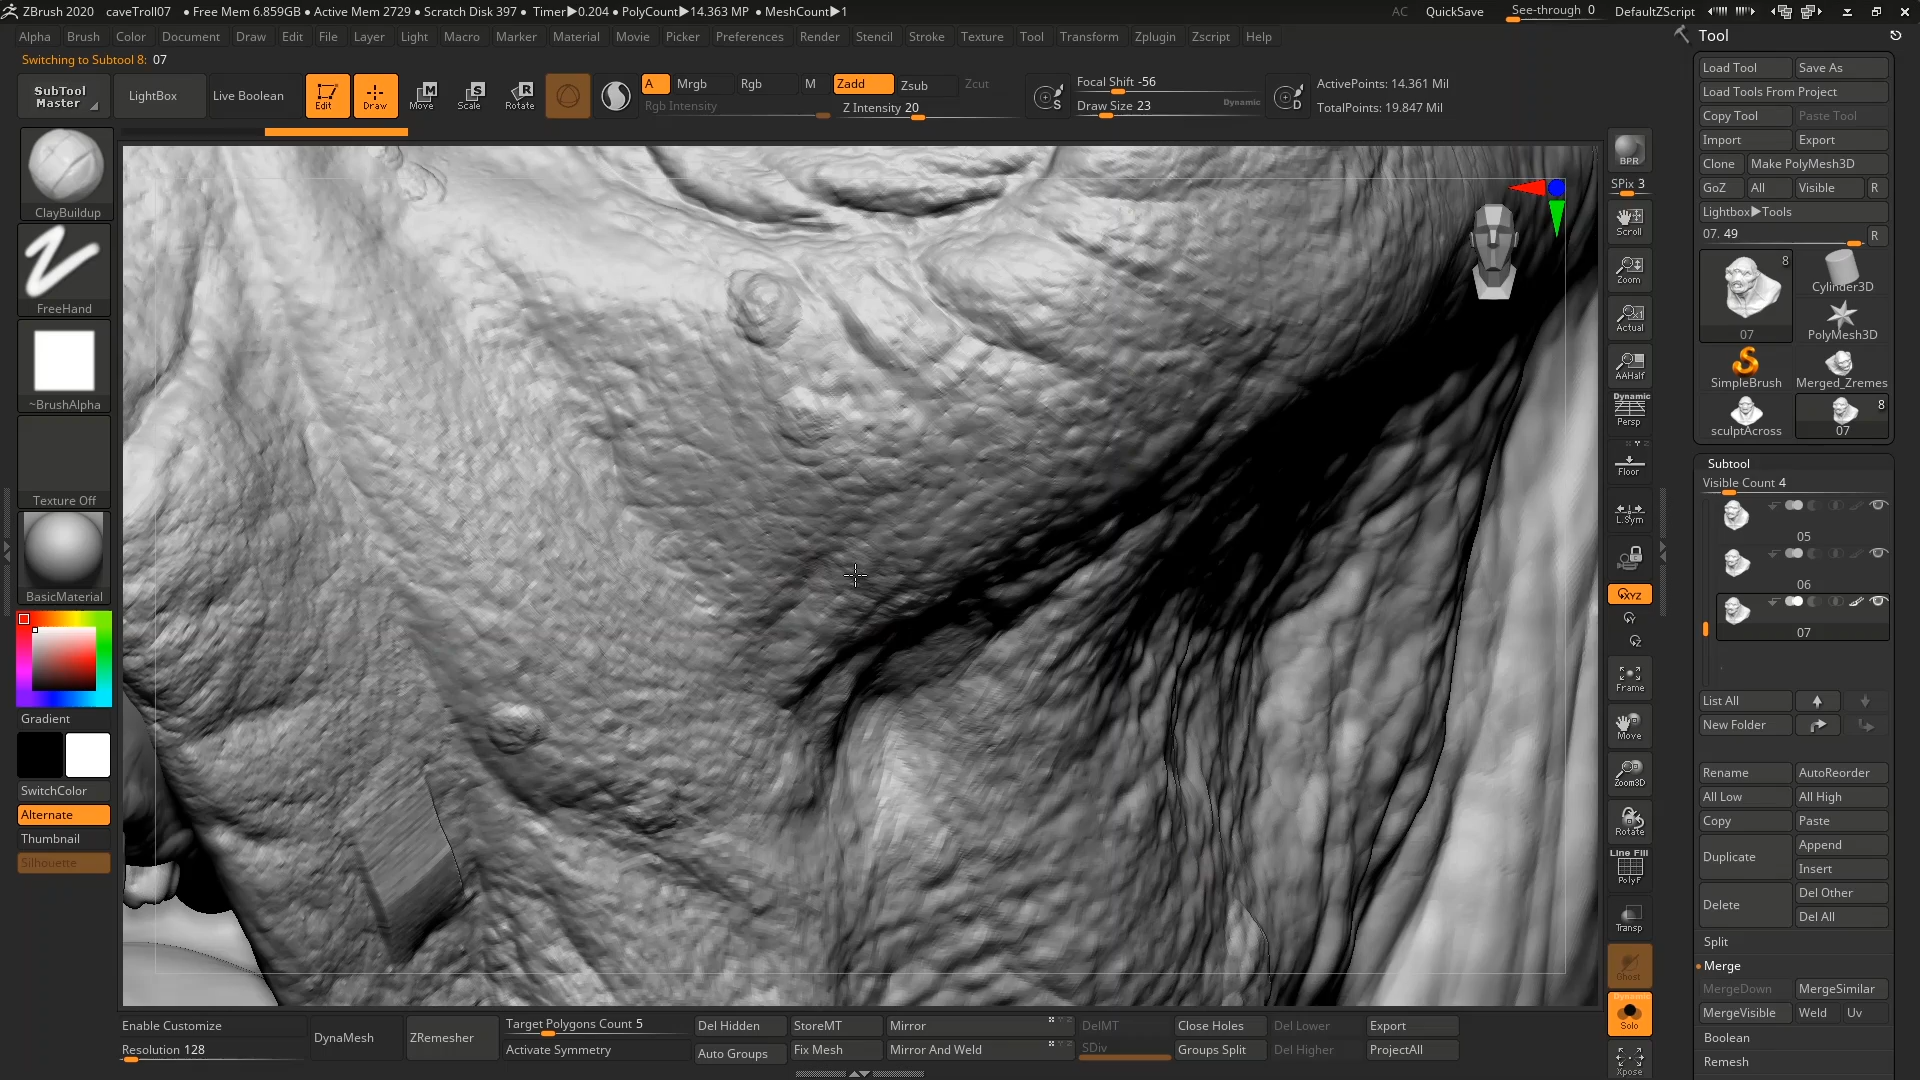 ZBrush 2020 caveTroll07 • Free Mem 6.859GB • Active Mem 2729 • Scratch Disk 397 • Timer▶0.204 • PolyCount▶14.363 MP • MeshCount▶1 AC QuickSave See-through 0 DefaultZScript
Alpha Brush Color Document Draw Edit File Layer Light Macro Marker Material Movie Picker Preferences Render Stencil Stroke Texture Tool Transform Zplugin Zscript Help
Switching to Subtool 8: 07
SubTool
Master
LightBox
Live Boolean
Edit
Draw
Move
Scale
Rotate
A Mrgb Rgb M Zadd Zsub Zcut
Rgb Intensity
Z Intensity 20
Focal Shift -56
Draw Size 23
Dynamic
S
D
ActivePoints: 14.361 Mil
TotalPoints: 19.847 Mil
ClayBuildup
FreeHand
~BrushAlpha
Texture Off
BasicMaterial
Gradient
SwitchColor
Alternate
Thumbnail
Silhouette
BPR
SPix 3
Scroll
Zoom
Actual
AAHalf
Dynamic
Persp
Floor
L.Sym
XYZ
Frame
Move
Zoom3D
Rotate
Line Fill
PolyF
Transp
Ghost
Dynamic
Solo
Xpose
Tool
Load Tool Save As
Load Tools From Project
Copy Tool Paste Tool
Import Export
Clone Make PolyMesh3D
GoZ All Visible R
Lightbox▶Tools
07. 49 R
8
07
Cylinder3D
PolyMesh3D
SimpleBrush
Merged_Zremes
sculptAcross
8
07
Subtool
Visible Count 4
05
06
07
List All
New Folder
Rename AutoReorder
All Low All High
Copy Paste
Duplicate
Append
Insert
Delete
Del Other
Del All
Split
Merge
MergeDown MergeSimilar
MergeVisible Weld Uv
Boolean
Remesh
Enable Customize
Resolution 128
DynaMesh
ZRemesher
Target Polygons Count 5
Activate Symmetry
Del Hidden
Auto Groups
StoreMT
Fix Mesh
Mirror
Mirror And Weld
DelMT
SDiv
Close Holes
Groups Split
Del Lower
Del Higher
Export
ProjectAll